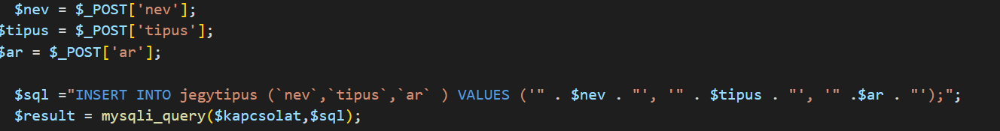 $nev = $_POST['nev'];
$tipus = $_POST['tipus'];
$ar = $_POST['ar'];
$sql ="INSERT INTO jegytipus (`nev`,`tipus`,`ar` ) VALUES ('" . $nev . "', '" . $tipus . "', '" .$ar . "');";
$result = mysqli_query($kapcsolat,$sql);